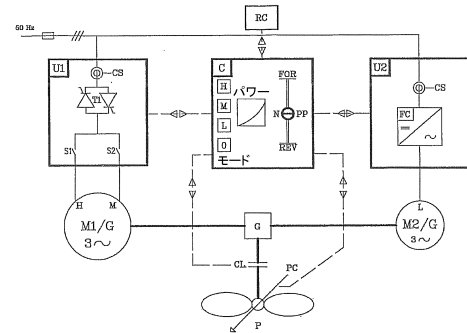 RC
60 Hz
U1
CS
T1
S1
S2
H
M
M1/G
3~
C
H
M
L
0
モード
パワー
FOR
N
PP
REV
U2
CS
FC
=
~
L
M2/G
3~
G
CL
PC
P